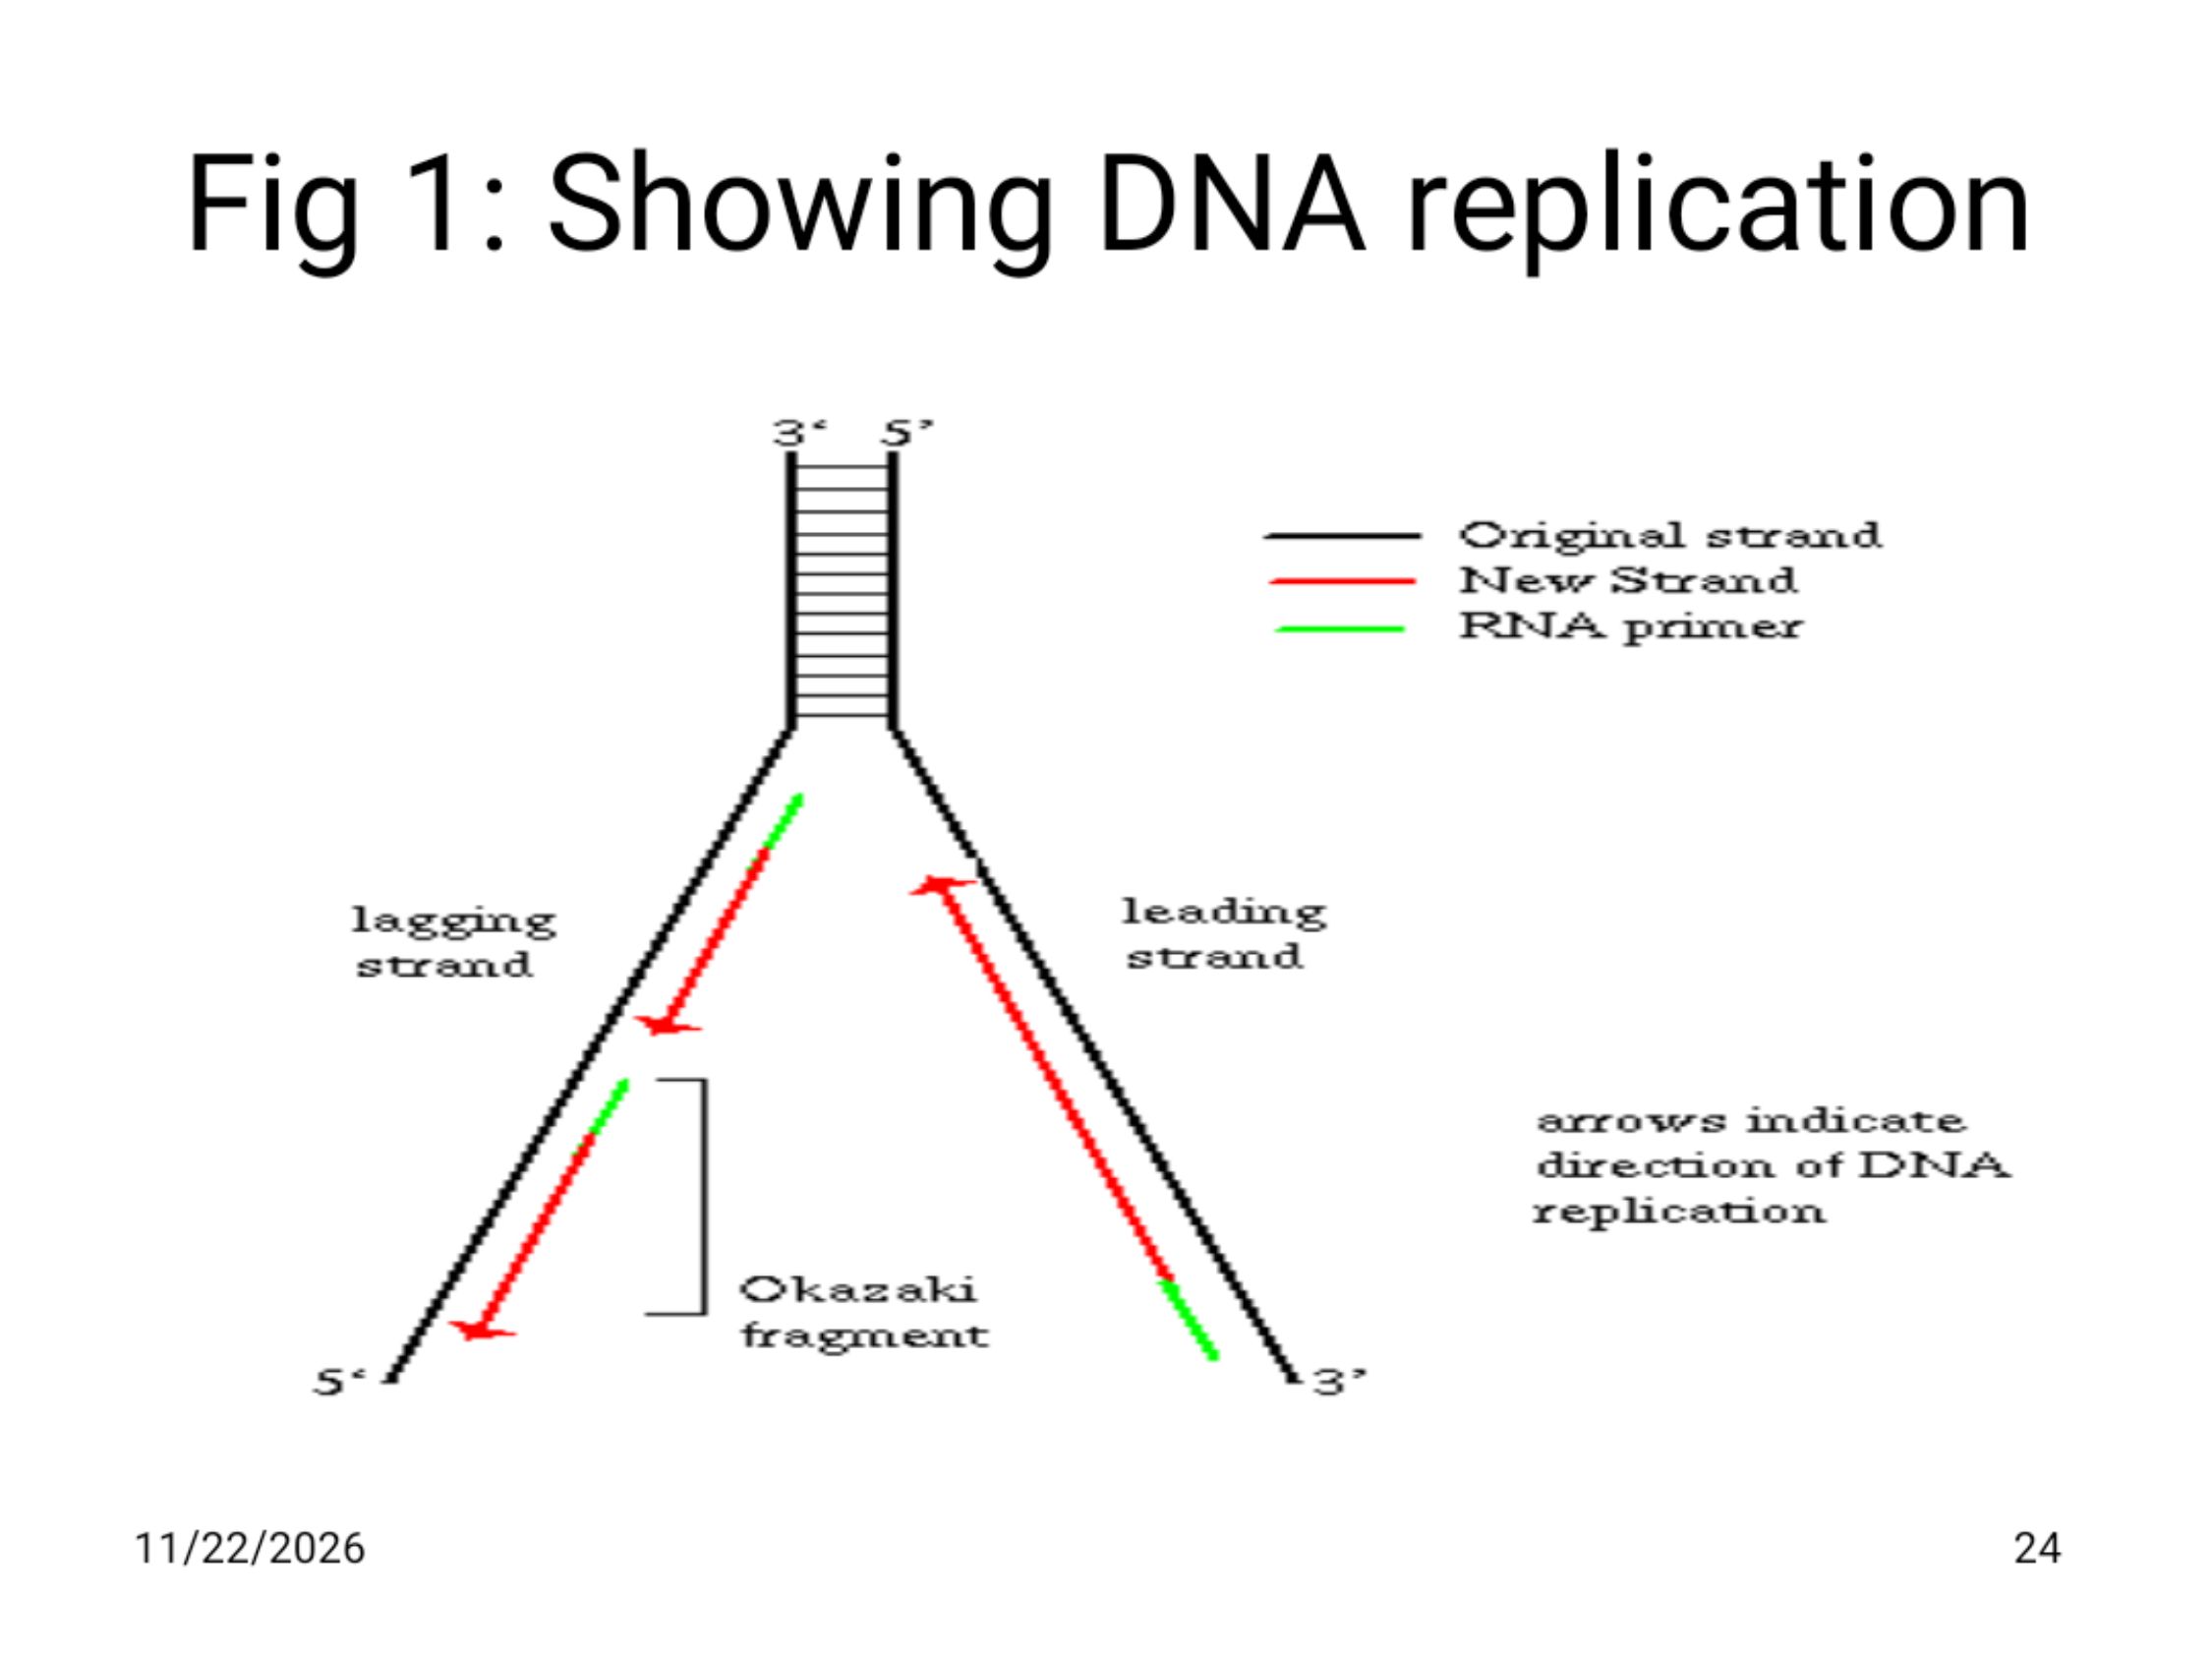 Fig 1: Showing DNA replication
3‘ 5’
Original strand
New Strand
RNA primer
lagging
strand
leading
strand
arrows indicate
direction of DNA
replication
Okazaki
fragment
5‘
3’
11/22/2026
24